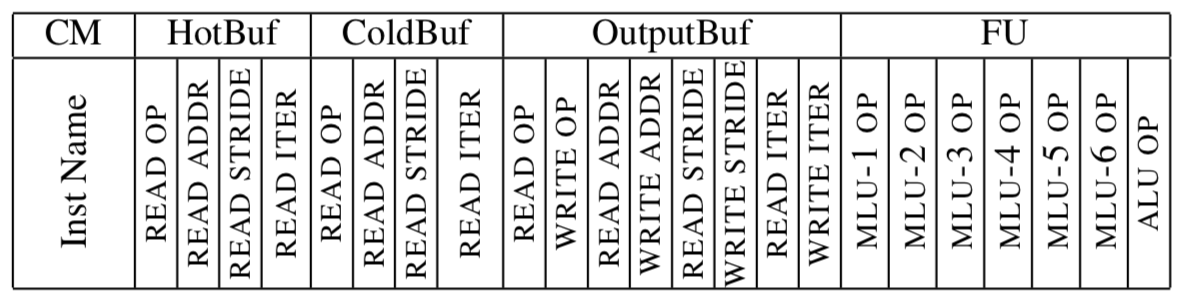 CM HotBuf ColdBuf OutputBuf FU
Inst Name
READ OP
READ ADDR
READ STRIDE
READ ITER
READ OP
READ ADDR
READ STRIDE
READ ITER
READ OP
WRITE OP
READ ADDR
WRITE ADDR
READ STRIDE
WRITE STRIDE
READ ITER
WRITE ITER
MLU-1 OP
MLU-2 OP
MLU-3 OP
MLU-4 OP
MLU-5 OP
MLU-6 OP
ALU OP